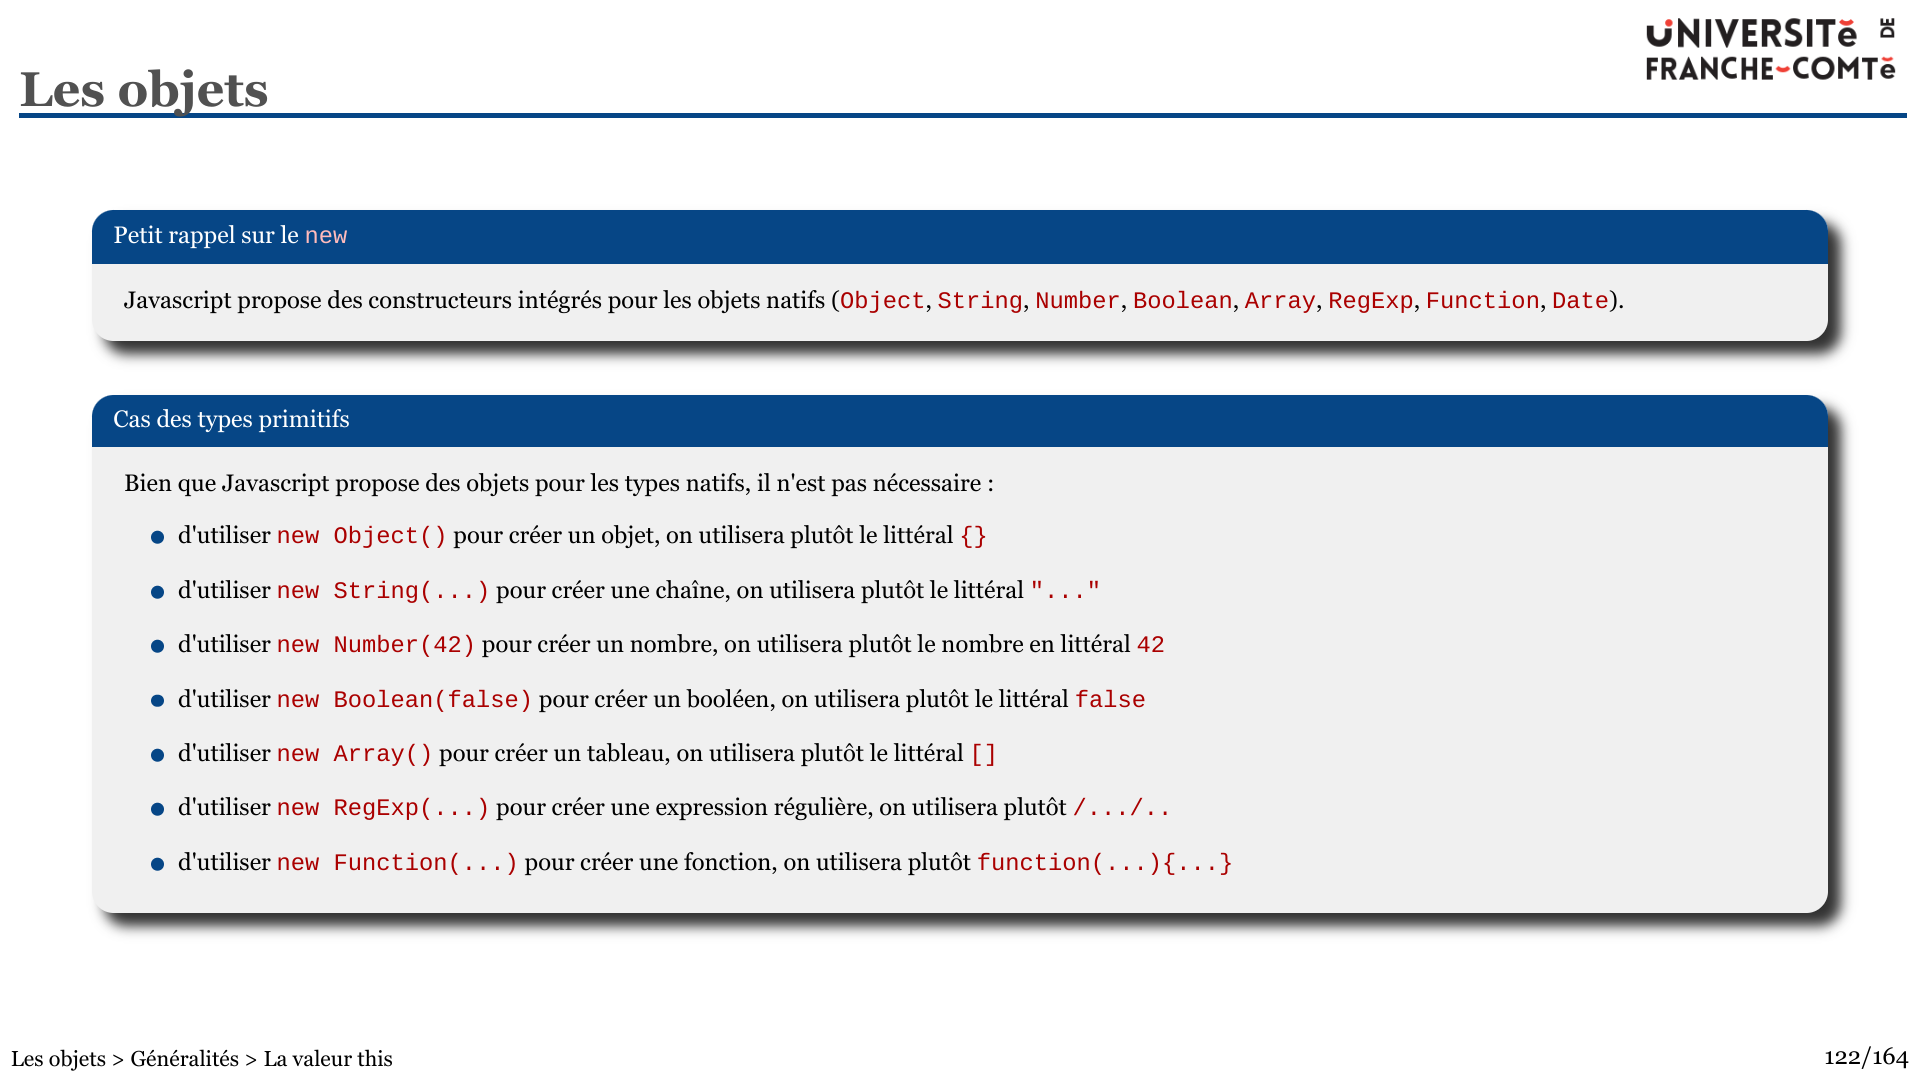 UNIVERSITé DE
FRANCHE-COMTé
Les objets
Petit rappel sur le new
Javascript propose des constructeurs intégrés pour les objets natifs (Object, String, Number, Boolean, Array, RegExp, Function, Date).
Cas des types primitifs
Bien que Javascript propose des objets pour les types natifs, il n'est pas nécessaire :
d'utiliser new Object() pour créer un objet, on utilisera plutôt le littéral {}
d'utiliser new String(...) pour créer une chaîne, on utilisera plutôt le littéral "..."
d'utiliser new Number(42) pour créer un nombre, on utilisera plutôt le nombre en littéral 42
d'utiliser new Boolean(false) pour créer un booléen, on utilisera plutôt le littéral false
d'utiliser new Array() pour créer un tableau, on utilisera plutôt le littéral []
d'utiliser new RegExp(...) pour créer une expression régulière, on utilisera plutôt /.../..
d'utiliser new Function(...) pour créer une fonction, on utilisera plutôt function(...){...}
Les objets > Généralités > La valeur this
122/164